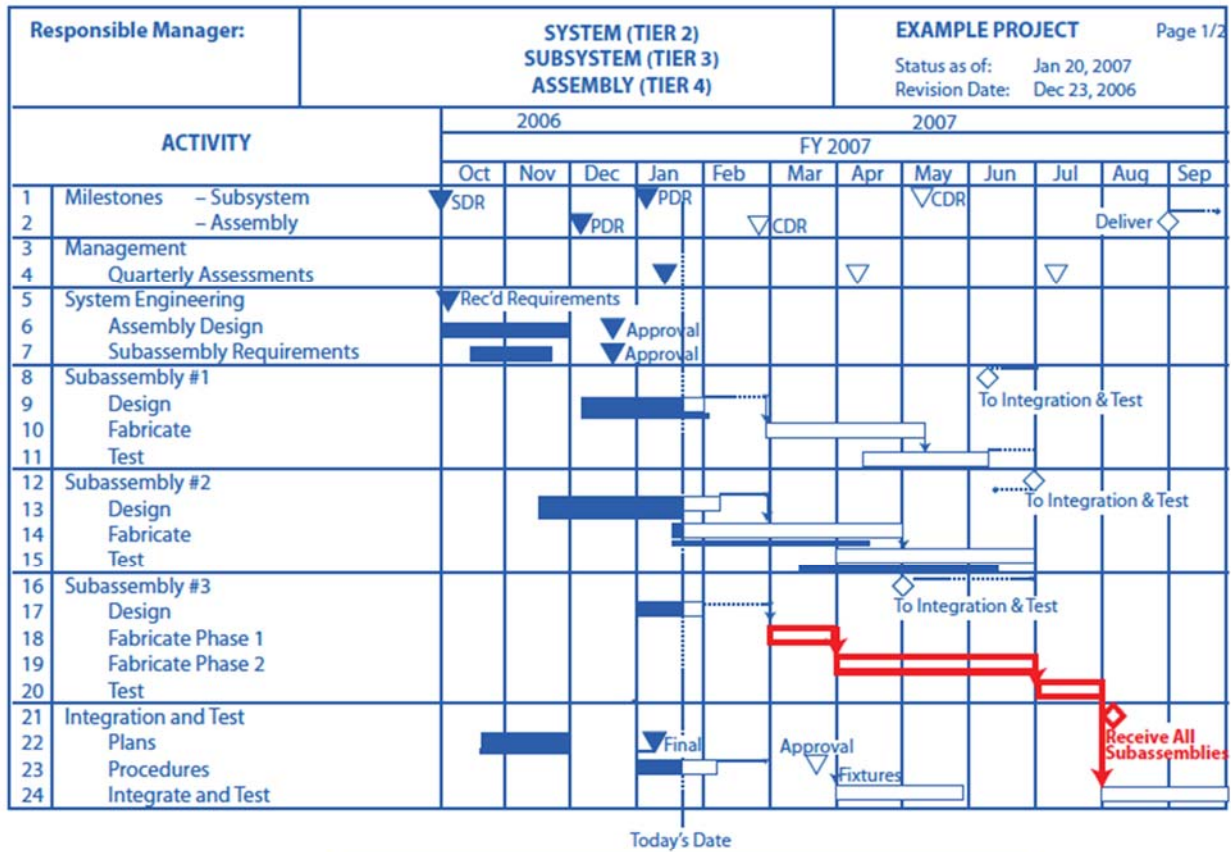 Responsible Manager:
SYSTEM (TIER 2)
SUBSYSTEM (TIER 3)
ASSEMBLY (TIER 4)
EXAMPLE PROJECT Page 1/2
Status as of: Jan 20, 2007
Revision Date: Dec 23, 2006
ACTIVITY
2006 2007
FY 2007
Oct Nov Dec Jan Feb Mar Apr May Jun Jul Aug Sep
1 Milestones – Subsystem SDR PDR CDR
2 – Assembly PDR CDR Deliver
3 Management
4 Quarterly Assessments
5 System Engineering Rec'd Requirements
6 Assembly Design Approval
7 Subassembly Requirements Approval
8 Subassembly #1
To Integration & Test
9 Design
10 Fabricate
11 Test
12 Subassembly #2
To Integration & Test
13 Design
14 Fabricate
15 Test
16 Subassembly #3
To Integration & Test
17 Design
18 Fabricate Phase 1
19 Fabricate Phase 2
20 Test
21 Integration and Test
Receive All
Subassemblies
22 Plans Final Approval
23 Procedures Fixtures
24 Integrate and Test
Today's Date